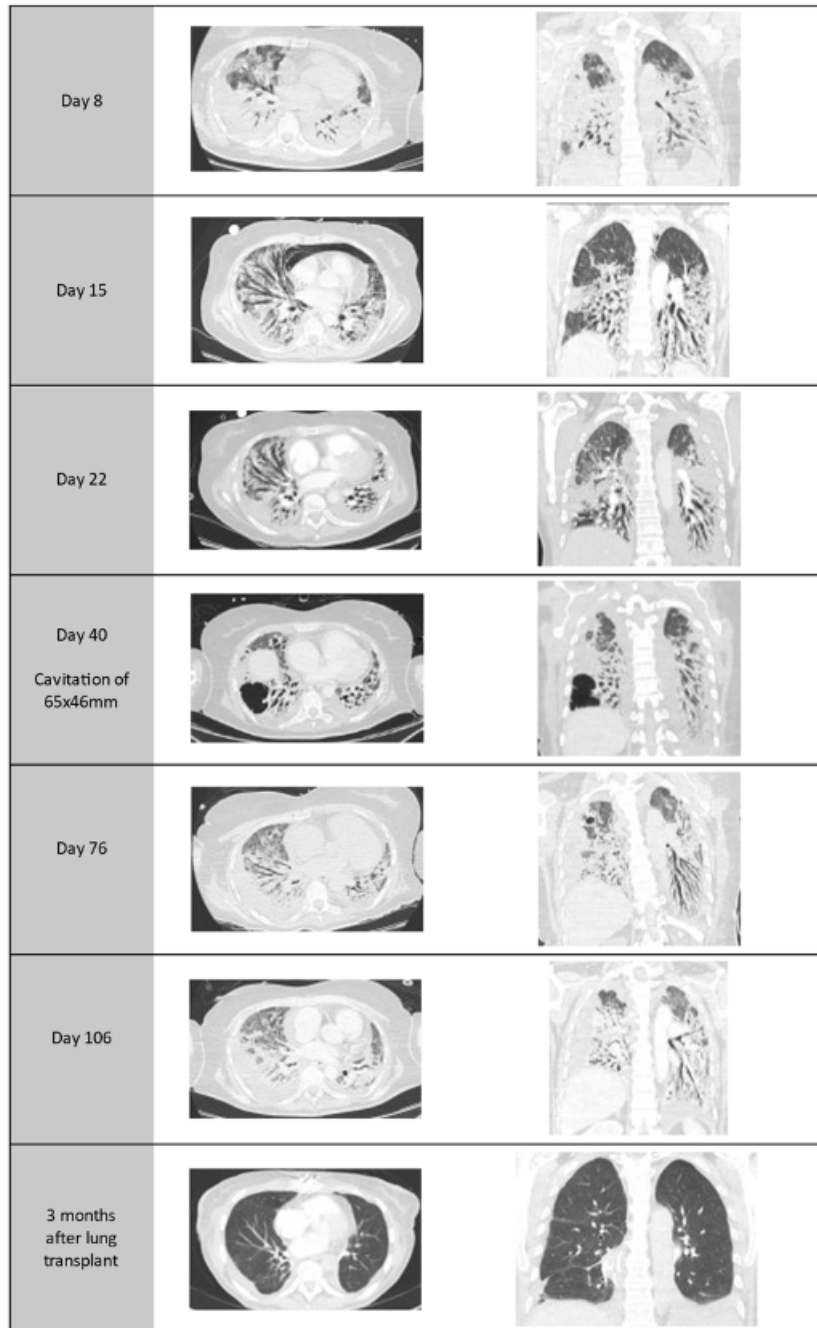 Day 8
Day 15
Day 22
Day 40
Cavitation of
65x46mm
Day 76
Day 106
3 months
after lung
transplant